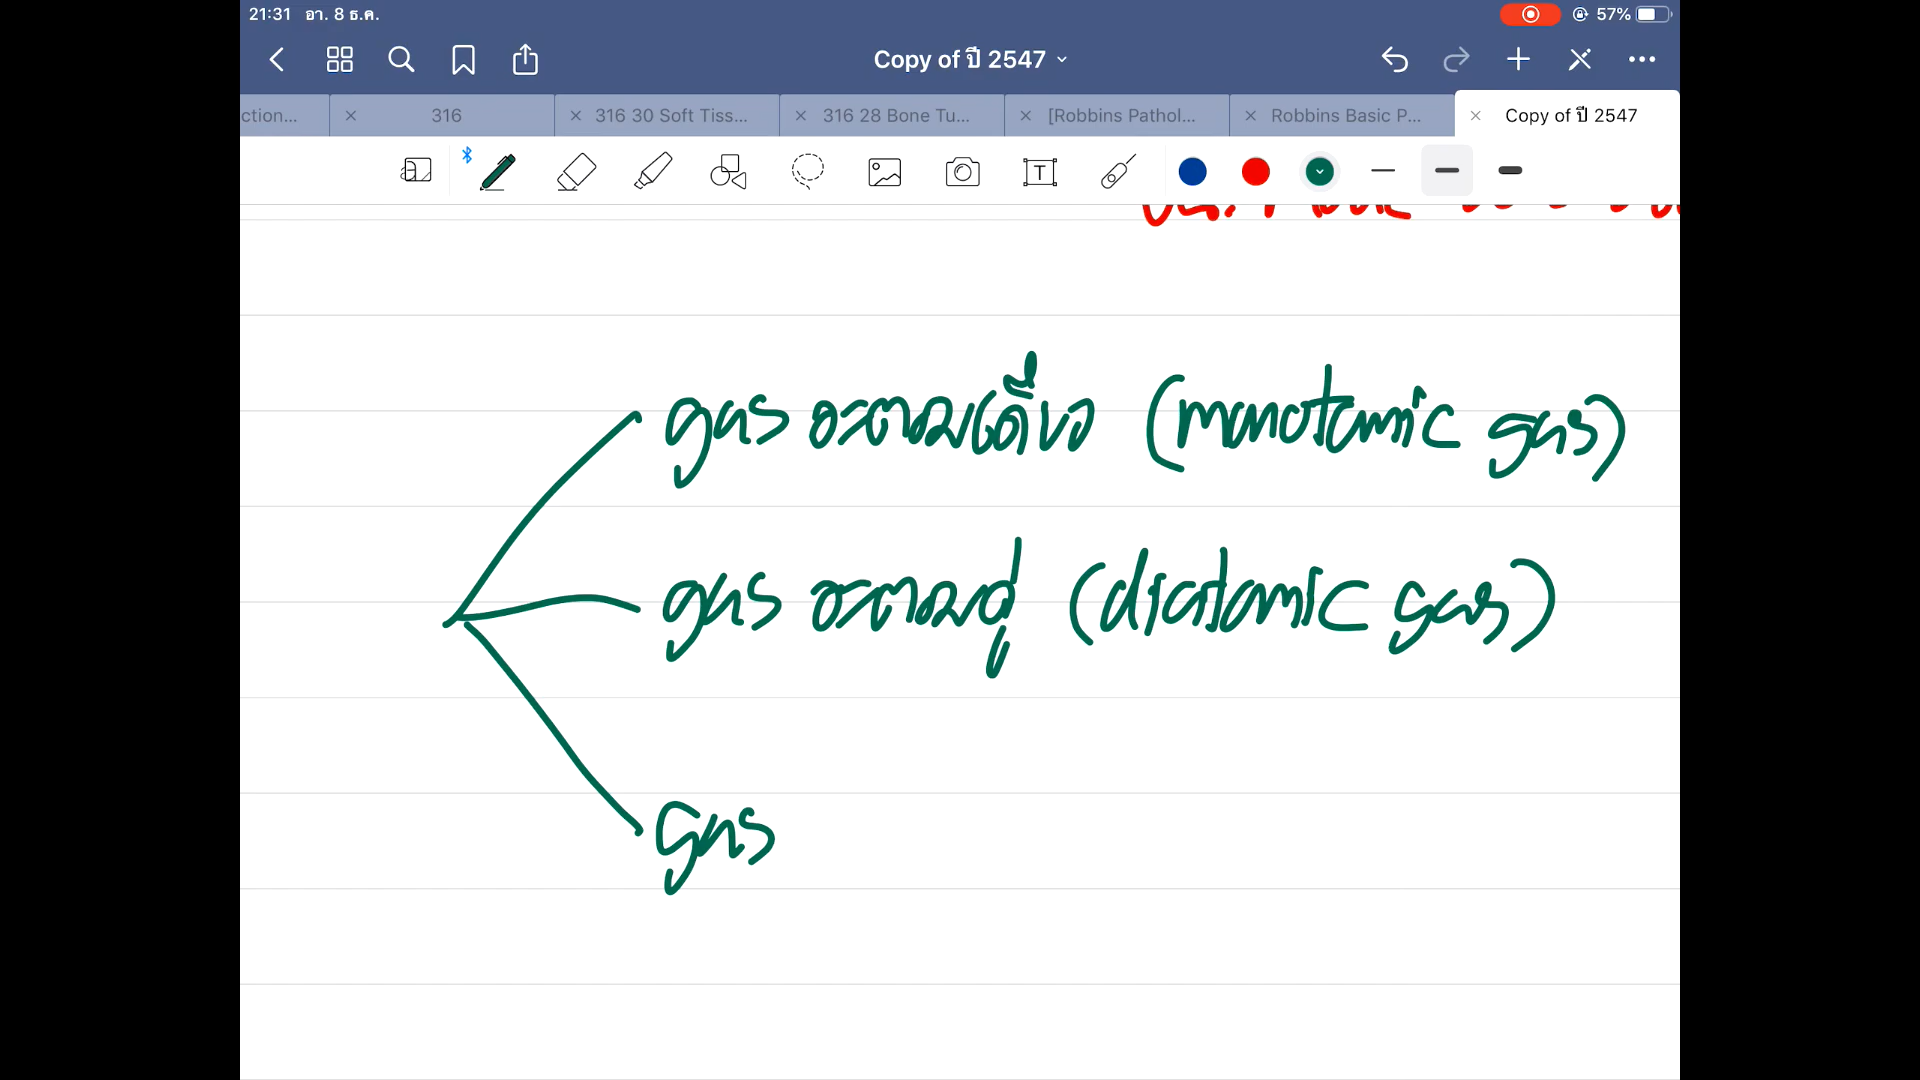 21:31 อา. 8 ธ.ค. 57%
Copy of ปี 2547
ction... 316 316 30 Soft Tiss... 316 28 Bone Tu... [Robbins Pathol... Robbins Basic P... Copy of ปี 2547
gas อะตอมเดี่ยว (monotamic gas)
gas อะตอมคู่ (diatomic gas)
gas